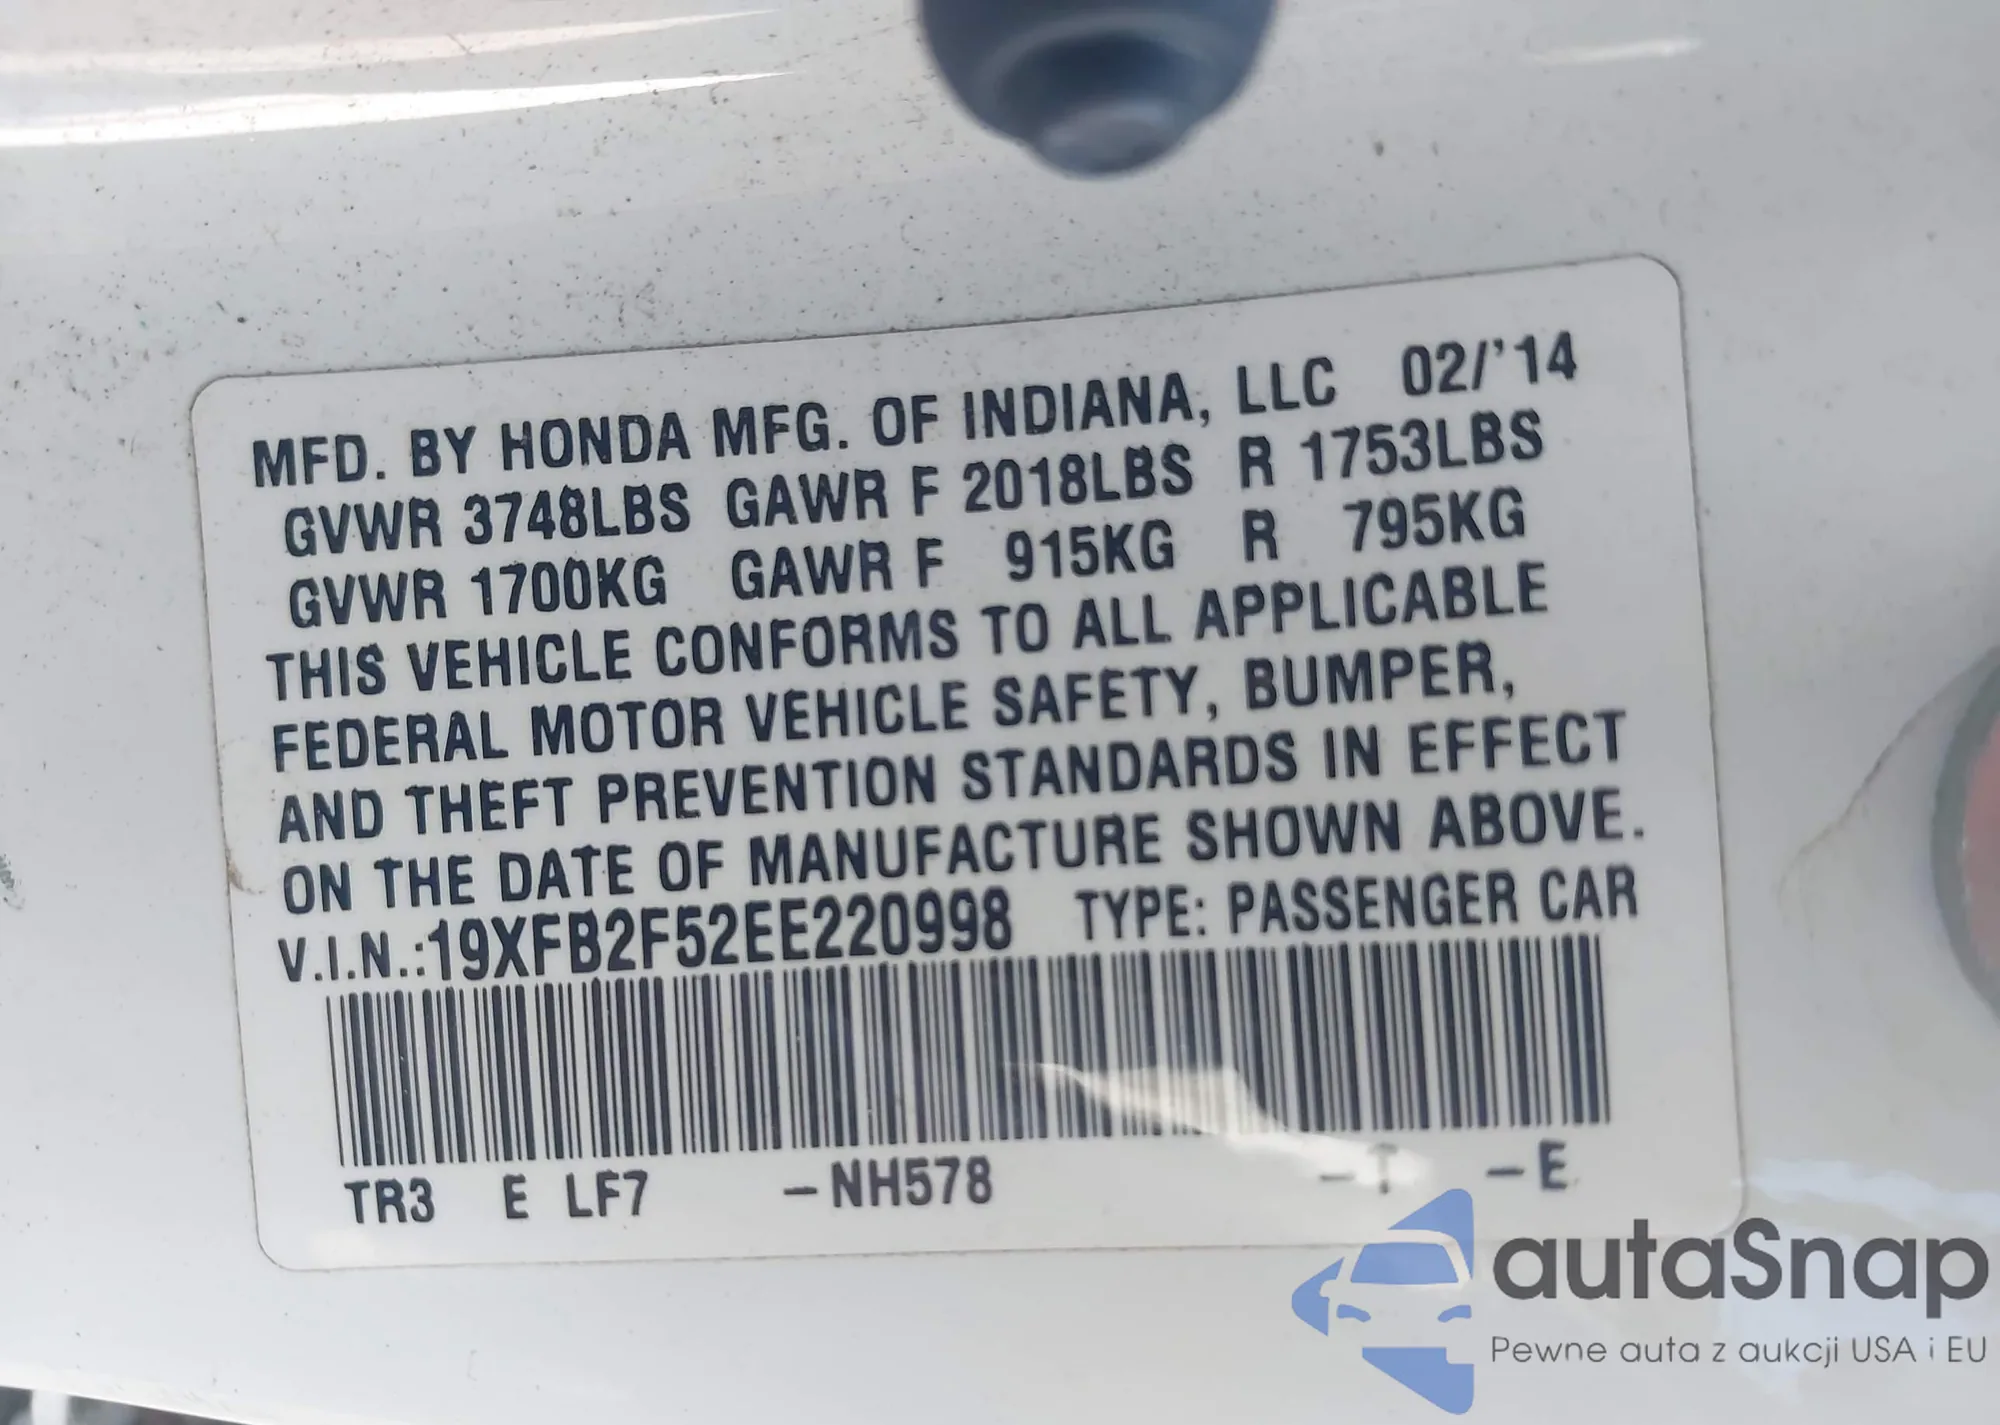 MFD. BY HONDA MFG. OF INDIANA, LLC 02/'14
GVWR 3748LBS GAWR F 2018LBS R 1753LBS
GVWR 1700KG GAWR F 915KG R 795KG
THIS VEHICLE CONFORMS TO ALL APPLICABLE
FEDERAL MOTOR VEHICLE SAFETY, BUMPER,
AND THEFT PREVENTION STANDARDS IN EFFECT
ON THE DATE OF MANUFACTURE SHOWN ABOVE.
V.I.N.:19XFB2F52EE220998 TYPE: PASSENGER CAR
TR3 E LF7 –NH578 –T –E
autaSnap
Pewne auta z aukcji USA i EU